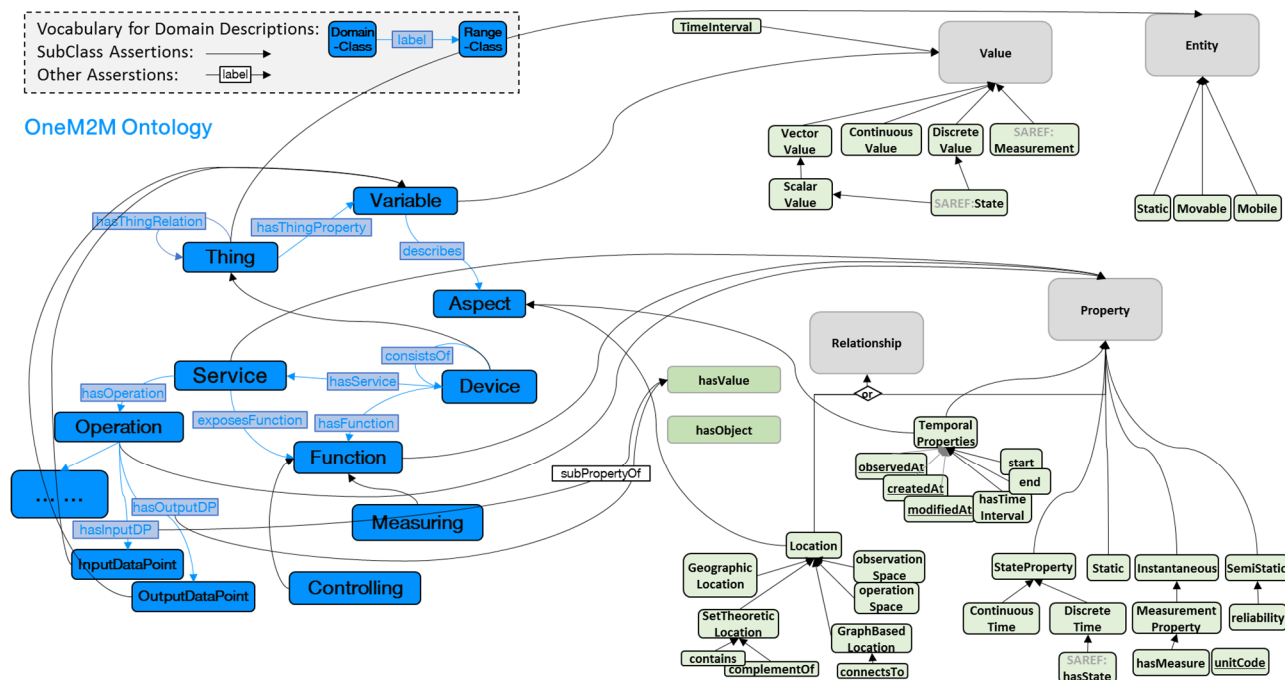 Vocabulary for Domain Descriptions:
Domain
-Class
label
Range
-Class
SubClass Assertions:
Other Asserstions:
label
OneM2M Ontology
TimeInterval
Value
Entity
Vector
Value
Continuous
Value
Discrete
Value
SAREF:
Measurement
Scalar
Value
SAREF:State
Static
Movable
Mobile
Variable
hasThingRelation
hasThingProperty
Thing
describes
Aspect
Property
Relationship
consistsOf
Service
hasService
Device
hasValue
or
hasOperation
exposesFunction
hasFunction
hasObject
Operation
Temporal
Properties
Function
subPropertyOf
observedAt
start
createdAt
end
modifiedAt
hasTime
Interval
... ...
hasOutputDP
hasInputDP
Measuring
InputDataPoint
OutputDataPoint
Controlling
Location
Geographic
Location
observation
Space
operation
Space
SetTheoretic
Location
GraphBased
Location
contains
complementOf
connectsTo
StateProperty
Static
Instantaneous
SemiStatic
Continuous
Time
Discrete
Time
Measurement
Property
reliability
SAREF:
hasState
hasMeasure
unitCode